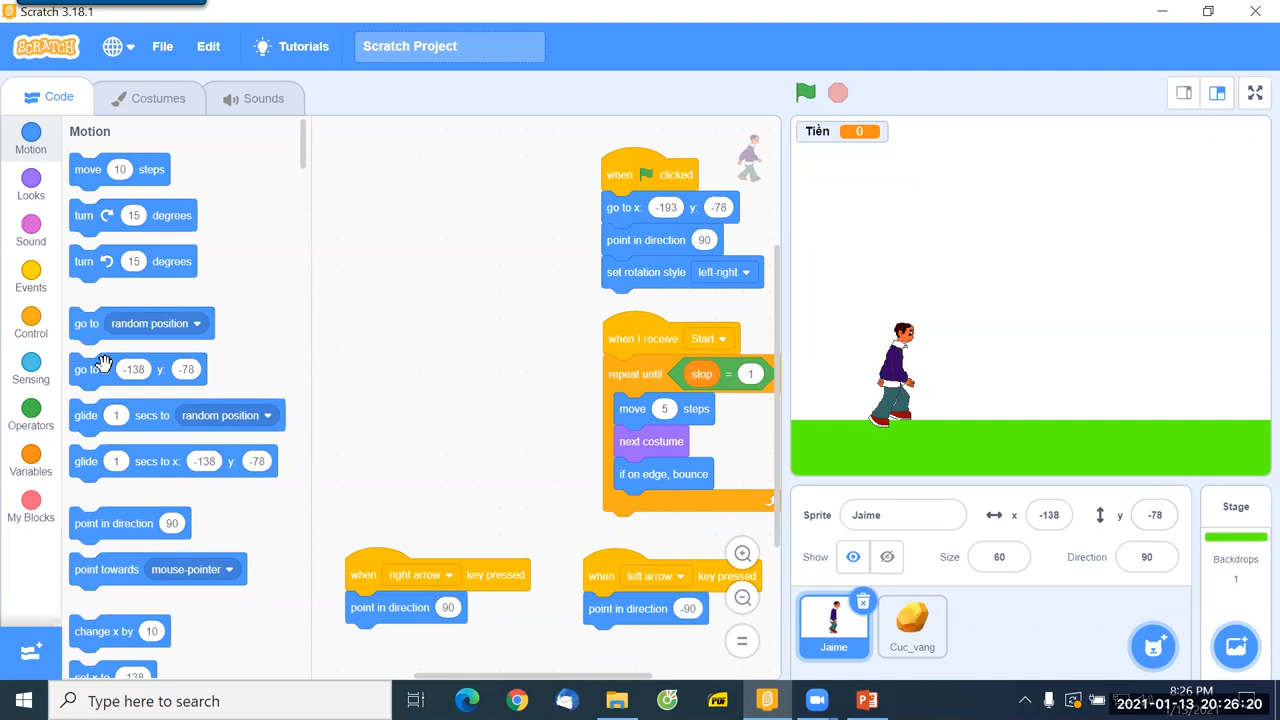 Scratch 3.18.1
SCRATCH File Edit Tutorials Scratch Project
Code Costumes Sounds
Motion
Looks
Sound
Events
Control
Sensing
Operators
Variables
My Blocks
Motion
move 10 steps
turn 15 degrees
turn 15 degrees
go to random position
go to -138 y: -78
glide 1 secs to random position
glide 1 secs to x: -138 y: -78
point in direction 90
point towards mouse-pointer
change x by 10
when clicked
go to x: -193 y: -78
point in direction 90
set rotation style left-right
when I receive Start
repeat until stop = 1
move 5 steps
next costume
if on edge, bounce
when right arrow key pressed
point in direction 90
when left arrow key pressed
point in direction -90
Tiền 0
Sprite Jaime x -138 y -78
Show Size 60 Direction 90
Jaime
Cuc_vang
Stage
Backdrops
1
Type here to search
PDF
8:26 PM
2021-01-13 20:26:20